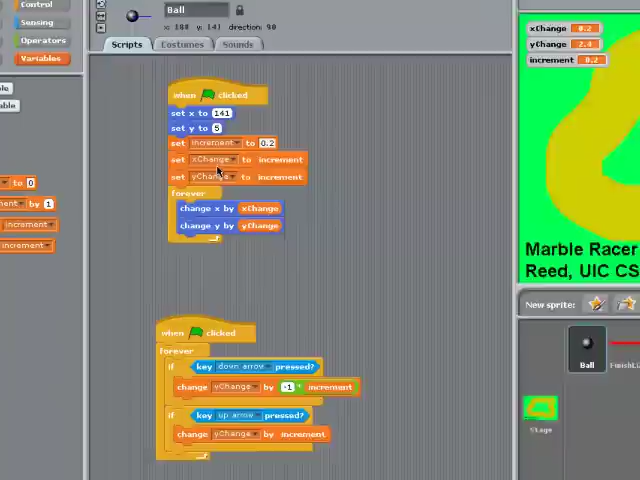 Control
Sensing
Operators
Variables
Ball
x: 180 y: 141 direction: 90
Scripts Costumes Sounds
when clicked
set x to 141
set y to 5
set increment to 0.2
set xChange to increment
set yChange to increment
forever
change x by xChange
change y by yChange
when clicked
forever
if key down arrow pressed?
change yChange by -1 * increment
if key up arrow pressed?
change yChange by increment
to 0
by 1
increment
increment
xChange 0.2
yChange 2.4
increment 0.2
Marble Racer
Reed, UIC CS
New sprite:
Ball
Stage